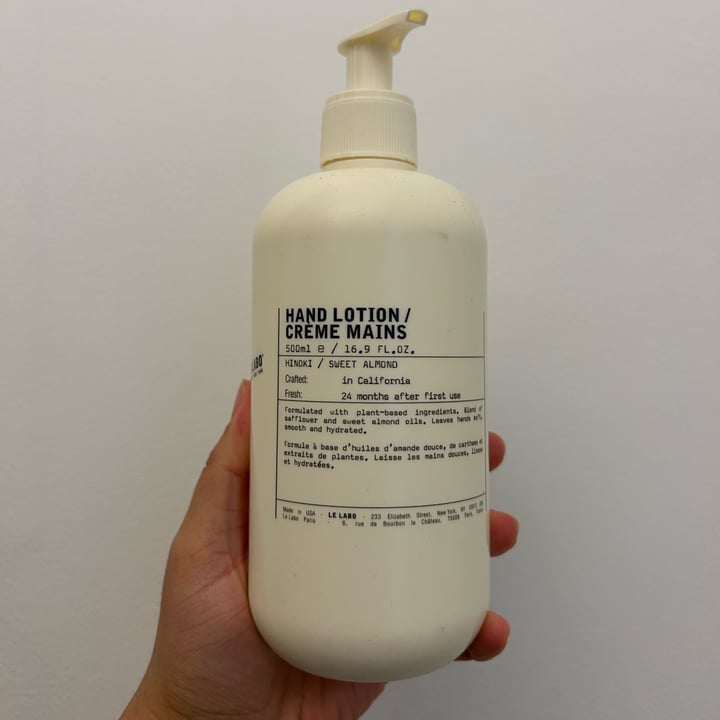 HAND LOTION /
CRÈME MAINS
500ml e / 16.9 FL.OZ.
HINOKI / SWEET ALMOND
Crafted: in California
Fresh: 24 months after first use
Formulated with plant-based ingredients. Blend of
safflower and sweet almond oils. Leaves hands soft,
smooth and hydrated.
Formule à base d'huiles d'amande douce, de carthame et
extraits de plantes. Laisse les mains douces, lisses
et hydratées.
Made in USA · LE LABO · 233 Elizabeth Street, New York, NY 10012 USA
Le Labo Paris · 6, rue de Bourbon le Château, 75006 Paris, France
LABO